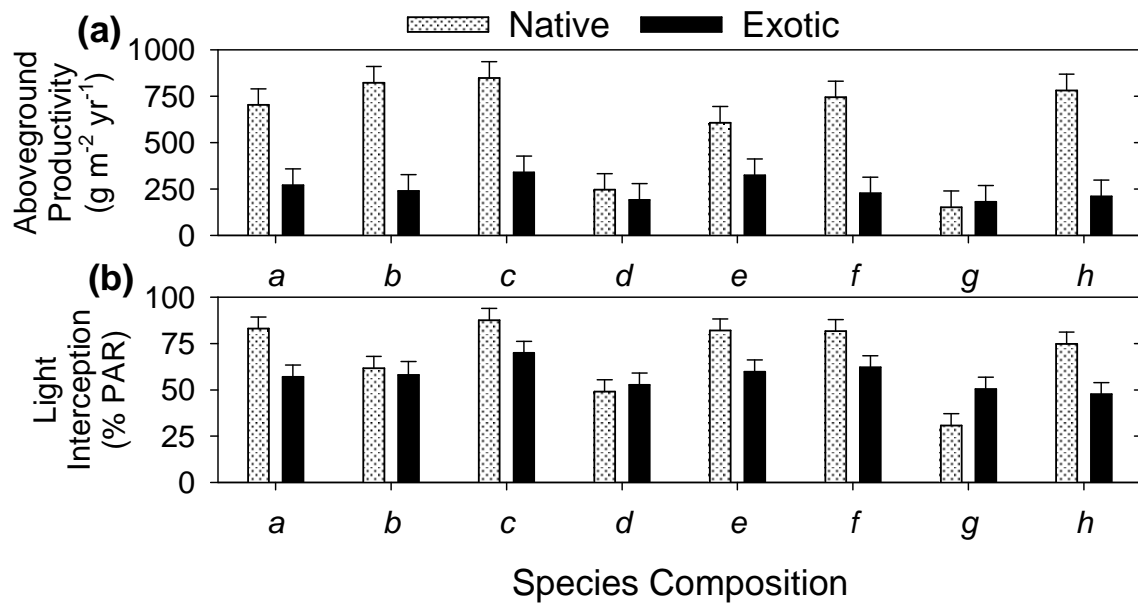 (a) Native Exotic
Aboveground
Productivity
(g m-2 yr-1)
1000
750
500
250
0
a b c d e f g h
(b)
Light
Interception
(% PAR)
100
75
50
25
0
a b c d e f g h
Species Composition